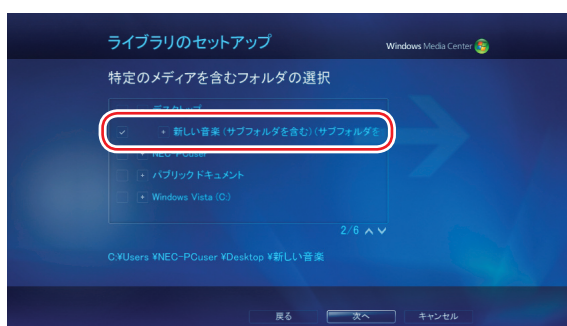 ライブラリのセットアップ
Windows Media Center
特定のメディアを含むフォルダの選択
デスクトップ
+ 新しい音楽 (サブフォルダを含む) (サブフォルダを
+ NEC-PCuser
+ パブリック ドキュメント
+ Windows Vista (C:)
2/6
C:¥Users ¥NEC-PCuser ¥Desktop ¥新しい音楽
戻る 次へ キャンセル